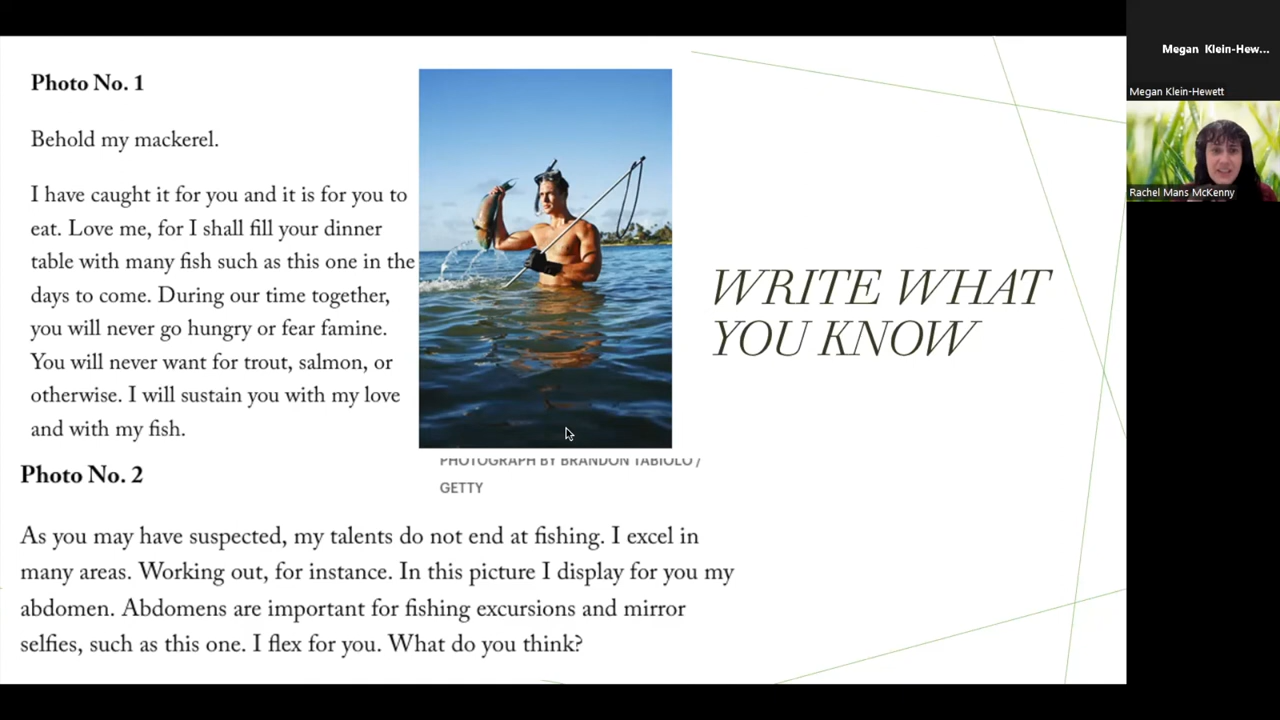 Photo No. 1
Behold my mackerel.
I have caught it for you and it is for you to
eat. Love me, for I shall fill your dinner
table with many fish such as this one in the
days to come. During our time together,
you will never go hungry or fear famine.
You will never want for trout, salmon, or
otherwise. I will sustain you with my love
and with my fish.
PHOTOGRAPH BY BRANDON TABIOLO /
GETTY
Photo No. 2
As you may have suspected, my talents do not end at fishing. I excel in
many areas. Working out, for instance. In this picture I display for you my
abdomen. Abdomens are important for fishing excursions and mirror
selfies, such as this one. I flex for you. What do you think?
WRITE WHAT
YOU KNOW
Megan Klein-Hew...
Megan Klein-Hewett
Rachel Mans McKenny